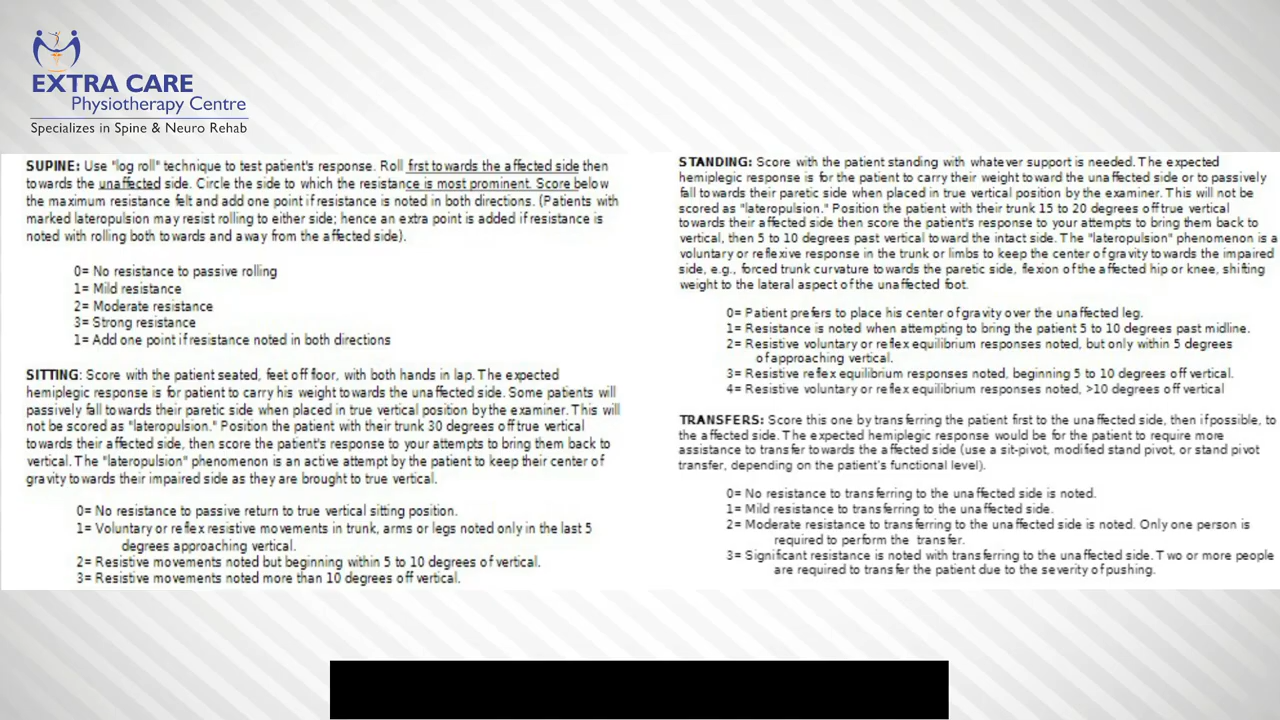 EXTRA CARE
Physiotherapy Centre
Specializes in Spine & Neuro Rehab
SUPINE: Use "log roll" technique to test patient's response. Roll first towards the affected side then
towards the unaffected side. Circle the side to which the resistance is most prominent. Score below
the maximum resistance felt and add one point if resistance is noted in both directions. (Patients with
marked lateropulsion may resist rolling to either side; hence an extra point is added if resistance is
noted with rolling both towards and away from the affected side).
0= No resistance to passive rolling
1= Mild resistance
2= Moderate resistance
3= Strong resistance
1= Add one point if resistance noted in both directions
SITTING: Score with the patient seated, feet off floor, with both hands in lap. The expected
hemiplegic response is for patient to carry his weight towards the unaffected side. Some patients will
passively fall towards their paretic side when placed in true vertical position by the examiner. This will
not be scored as "lateropulsion." Position the patient with their trunk 30 degrees off true vertical
towards their affected side, then score the patient's response to your attempts to bring them back to
vertical. The "lateropulsion" phenomenon is an active attempt by the patient to keep their center of
gravity towards their impaired side as they are brought to true vertical.
0= No resistance to passive return to true vertical sitting position.
1= Voluntary or reflex resistive movements in trunk, arms or legs noted only in the last 5
degrees approaching vertical.
2= Resistive movements noted but beginning within 5 to 10 degrees of vertical.
3= Resistive movements noted more than 10 degrees off vertical.
STANDING: Score with the patient standing with whatever support is needed. The expected
hemiplegic response is for the patient to carry their weight toward the unaffected side or to passively
fall towards their paretic side when placed in true vertical position by the examiner. This will not be
scored as "lateropulsion." Position the patient with their trunk 15 to 20 degrees off true vertical
towards their affected side then score the patient's response to your attempts to bring them back to
vertical, then 5 to 10 degrees past vertical toward the intact side. The "lateropulsion" phenomenon is a
voluntary or reflexive response in the trunk or limbs to keep the center of gravity towards the impaired
side, e.g., forced trunk curvature towards the paretic side, flexion of the affected hip or knee, shifting
weight to the lateral aspect of the unaffected foot.
0= Patient prefers to place his center of gravity over the unaffected leg.
1= Resistance is noted when attempting to bring the patient 5 to 10 degrees past midline.
2= Resistive voluntary or reflex equilibrium responses noted, but only within 5 degrees
of approaching vertical.
3= Resistive reflex equilibrium responses noted, beginning 5 to 10 degrees off vertical.
4= Resistive voluntary or reflex equilibrium responses noted, >10 degrees off vertical
TRANSFERS: Score this one by transferring the patient first to the unaffected side, then if possible, to
the affected side. The expected hemiplegic response would be for the patient to require more
assistance to transfer towards the affected side (use a sit-pivot, modified stand pivot, or stand pivot
transfer, depending on the patient's functional level).
0= No resistance to transferring to the unaffected side is noted.
1= Mild resistance to transferring to the unaffected side.
2= Moderate resistance to transferring to the unaffected side is noted. Only one person is
required to perform the transfer.
3= Significant resistance is noted with transferring to the unaffected side. Two or more people
are required to transfer the patient due to the severity of pushing.